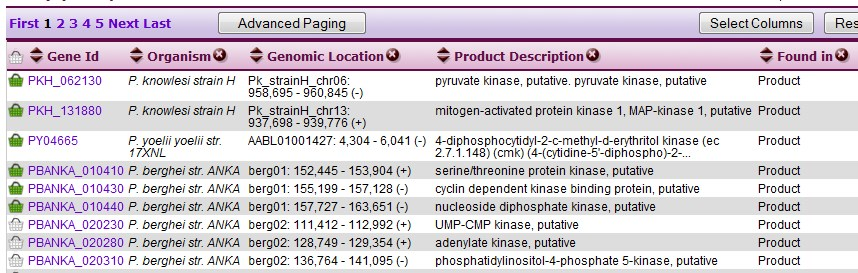 First 1 2 3 4 5 Next Last Advanced Paging Select Columns Res
Gene Id Organism Genomic Location Product Description Found in
PKH_062130 P. knowlesi strain H Pk_strainH_chr06: pyruvate kinase, putative. pyruvate kinase, putative Product
958,695 - 960,845 (-)
PKH_131880 P. knowlesi strain H Pk_strainH_chr13: mitogen-activated protein kinase 1, MAP-kinase 1, putative Product
937,698 - 939,776 (+)
PY04665 P. yoelii yoelii str. AABL01001427: 4,304 - 6,041 (-) 4-diphosphocytidyl-2-c-methyl-d-erythritol kinase (ec Product
17XNL 2.7.1.148) (cmk) (4-(cytidine-5'-diphospho)-2-...
PBANKA_010410 P. berghei str. ANKA berg01: 152,445 - 153,904 (+) serine/threonine protein kinase, putative Product
PBANKA_010430 P. berghei str. ANKA berg01: 155,199 - 157,128 (-) cyclin dependent kinase binding protein, putative Product
PBANKA_010440 P. berghei str. ANKA berg01: 157,727 - 163,651 (-) nucleoside diphosphate kinase, putative Product
PBANKA_020230 P. berghei str. ANKA berg02: 111,412 - 112,992 (+) UMP-CMP kinase, putative Product
PBANKA_020280 P. berghei str. ANKA berg02: 128,749 - 129,354 (+) adenylate kinase, putative Product
PBANKA_020310 P. berghei str. ANKA berg02: 136,764 - 141,095 (-) phosphatidylinositol-4-phosphate 5-kinase, putative Product